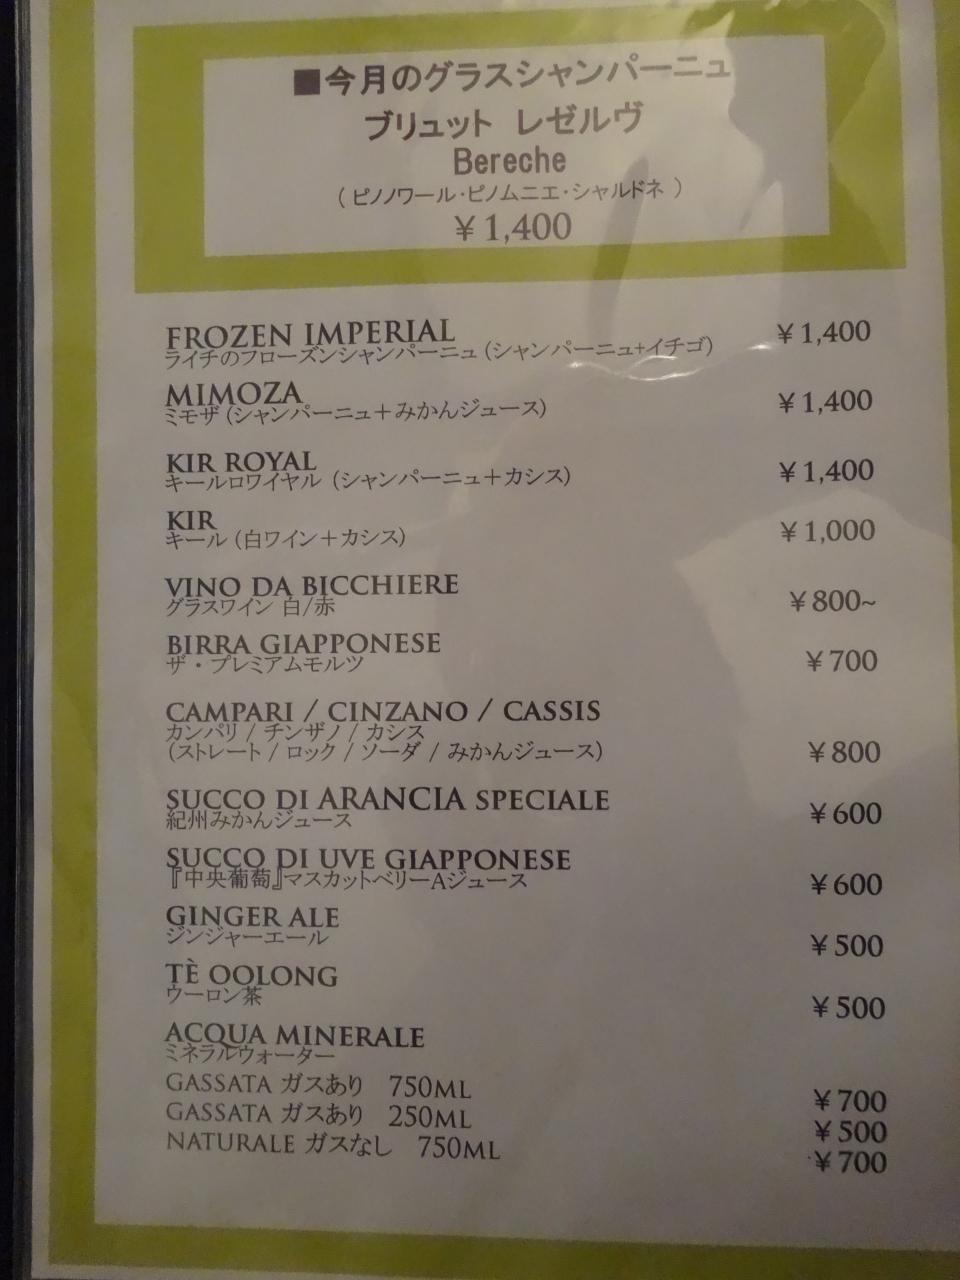 ■今月のグラスシャンパーニュ
ブリュット レゼルヴ
Bereche
(ピノノワール・ピノムニエ・シャルドネ)
¥1,400
FROZEN IMPERIAL ¥1,400
ライチのフローズンシャンパーニュ(シャンパーニュ+イチゴ)
MIMOZA ¥1,400
ミモザ(シャンパーニュ+みかんジュース)
KIR ROYAL ¥1,400
キールロワイヤル (シャンパーニュ+カシス)
KIR ¥1,000
キール(白ワイン+カシス)
VINO DA BICCHIERE ¥800~
グラスワイン 白/赤
BIRRA GIAPPONESE ¥700
ザ・プレミアムモルツ
CAMPARI / CINZANO / CASSIS
カンパリ / チンザノ / カシス
(ストレート / ロック / ソーダ / みかんジュース) ¥800
SUCCO DI ARANCIA SPECIALE ¥600
紀州みかんジュース
SUCCO DI UVE GIAPPONESE ¥600
『中央葡萄』マスカットベリーAジュース
GINGER ALE ¥500
ジンジャーエール
TÈ OOLONG ¥500
ウーロン茶
ACQUA MINERALE
ミネラルウォーター
GASSATA ガスあり 750ML ¥700
GASSATA ガスあり 250ML ¥500
NATURALE ガスなし 750ML ¥700